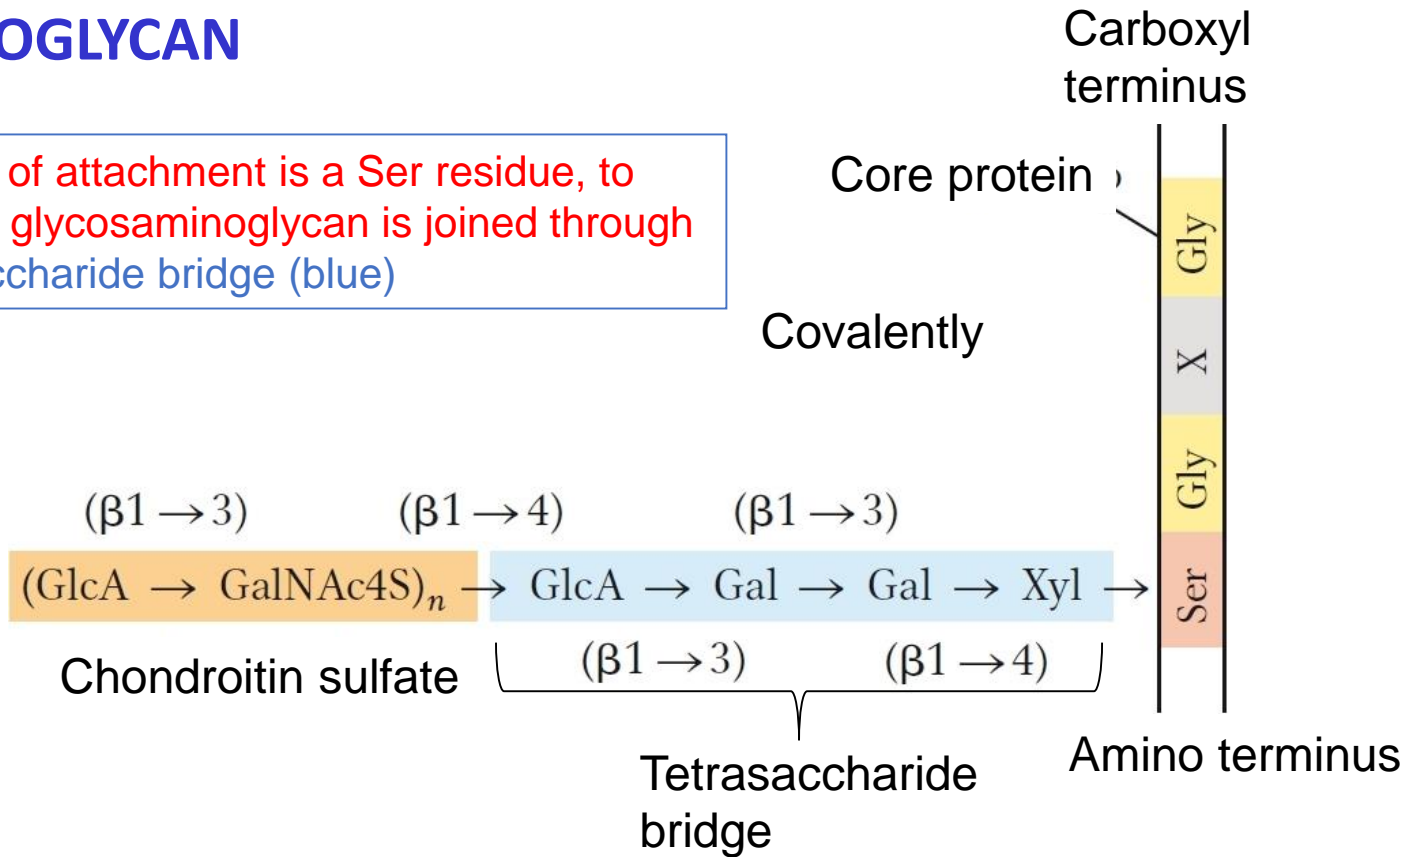 OGLYCAN
of attachment is a Ser residue, to
glycosaminoglycan is joined through
ccharide bridge (blue)
Carboxyl
terminus
Core protein
Covalently
Gly
X
Gly
Ser
(β1 → 3) (β1 → 4) (β1 → 3)
(GlcA → GalNAc4S)n → GlcA → Gal → Gal → Xyl →
(β1 → 3) (β1 → 4)
Chondroitin sulfate
Tetrasaccharide
bridge
Amino terminus